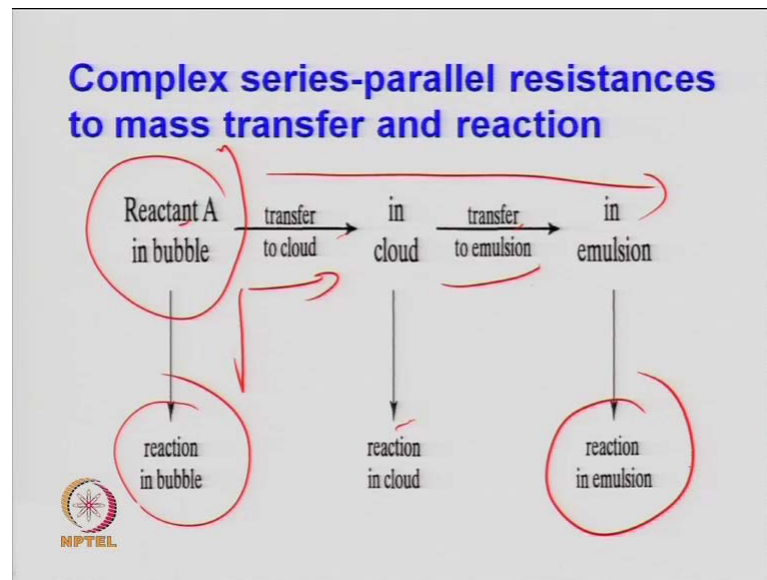 Complex series-parallel resistances
to mass transfer and reaction
Reactant A
in bubble
transfer
to cloud
in
cloud
transfer
to emulsion
in
emulsion
reaction
in bubble
reaction
in cloud
reaction
in emulsion
NPTEL